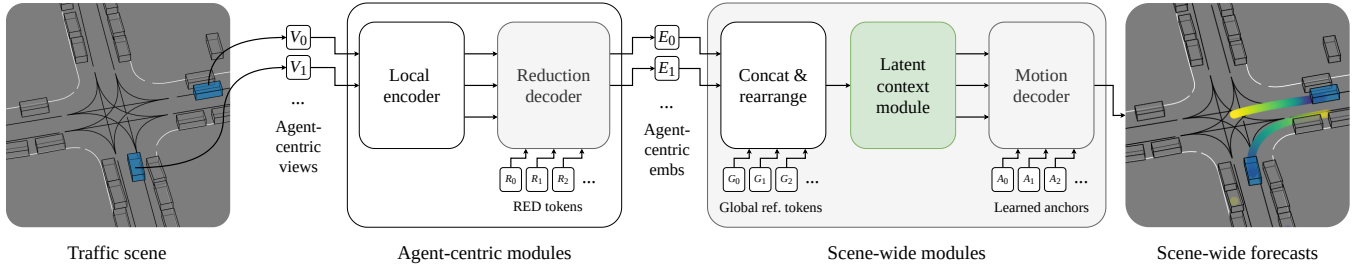 V0
V1
...
Agent-
centric
views
Local
encoder
Reduction
decoder
R0 R1 R2 ...
RED tokens
E0
E1
...
Agent-
centric
embs
Concat &
rearrange
G0 G1 G2 ...
Global ref. tokens
Latent
context
module
Motion
decoder
A0 A1 A2 ...
Learned anchors
Traffic scene
Agent-centric modules
Scene-wide modules
Scene-wide forecasts